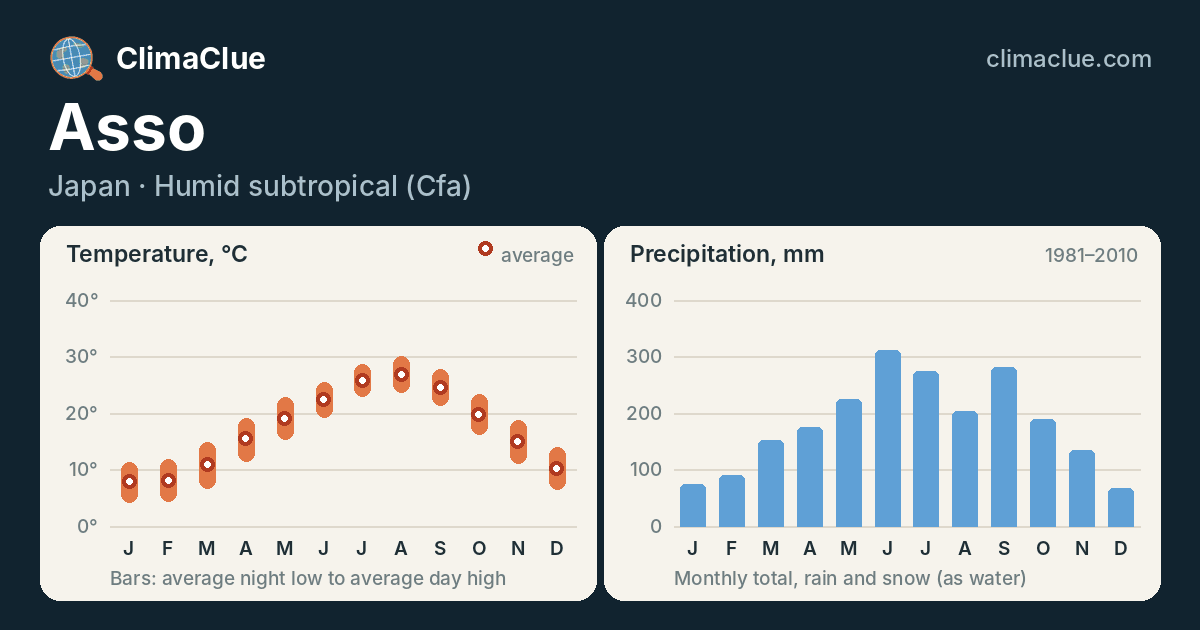 ClimaClue
climaclue.com
Asso
Japan · Humid subtropical (Cfa)
Temperature, °C
average
40°
30°
20°
10°
0°
J F M A M J J A S O N D
Bars: average night low to average day high
Precipitation, mm
1981–2010
400
300
200
100
0
J F M A M J J A S O N D
Monthly total, rain and snow (as water)